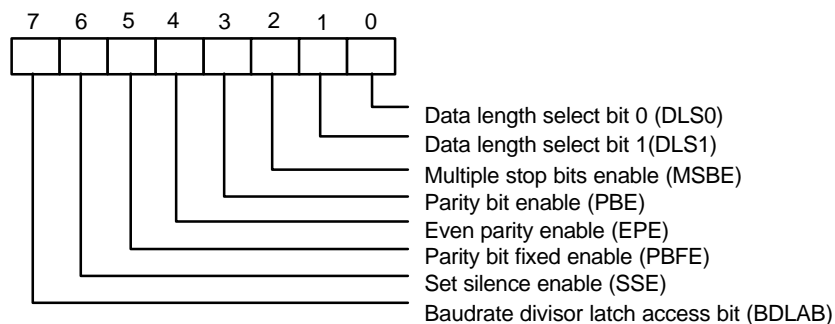 7 6 5 4 3 2 1 0
Data length select bit 0 (DLS0)
Data length select bit 1(DLS1)
Multiple stop bits enable (MSBE)
Parity bit enable (PBE)
Even parity enable (EPE)
Parity bit fixed enable (PBFE)
Set silence enable (SSE)
Baudrate divisor latch access bit (BDLAB)